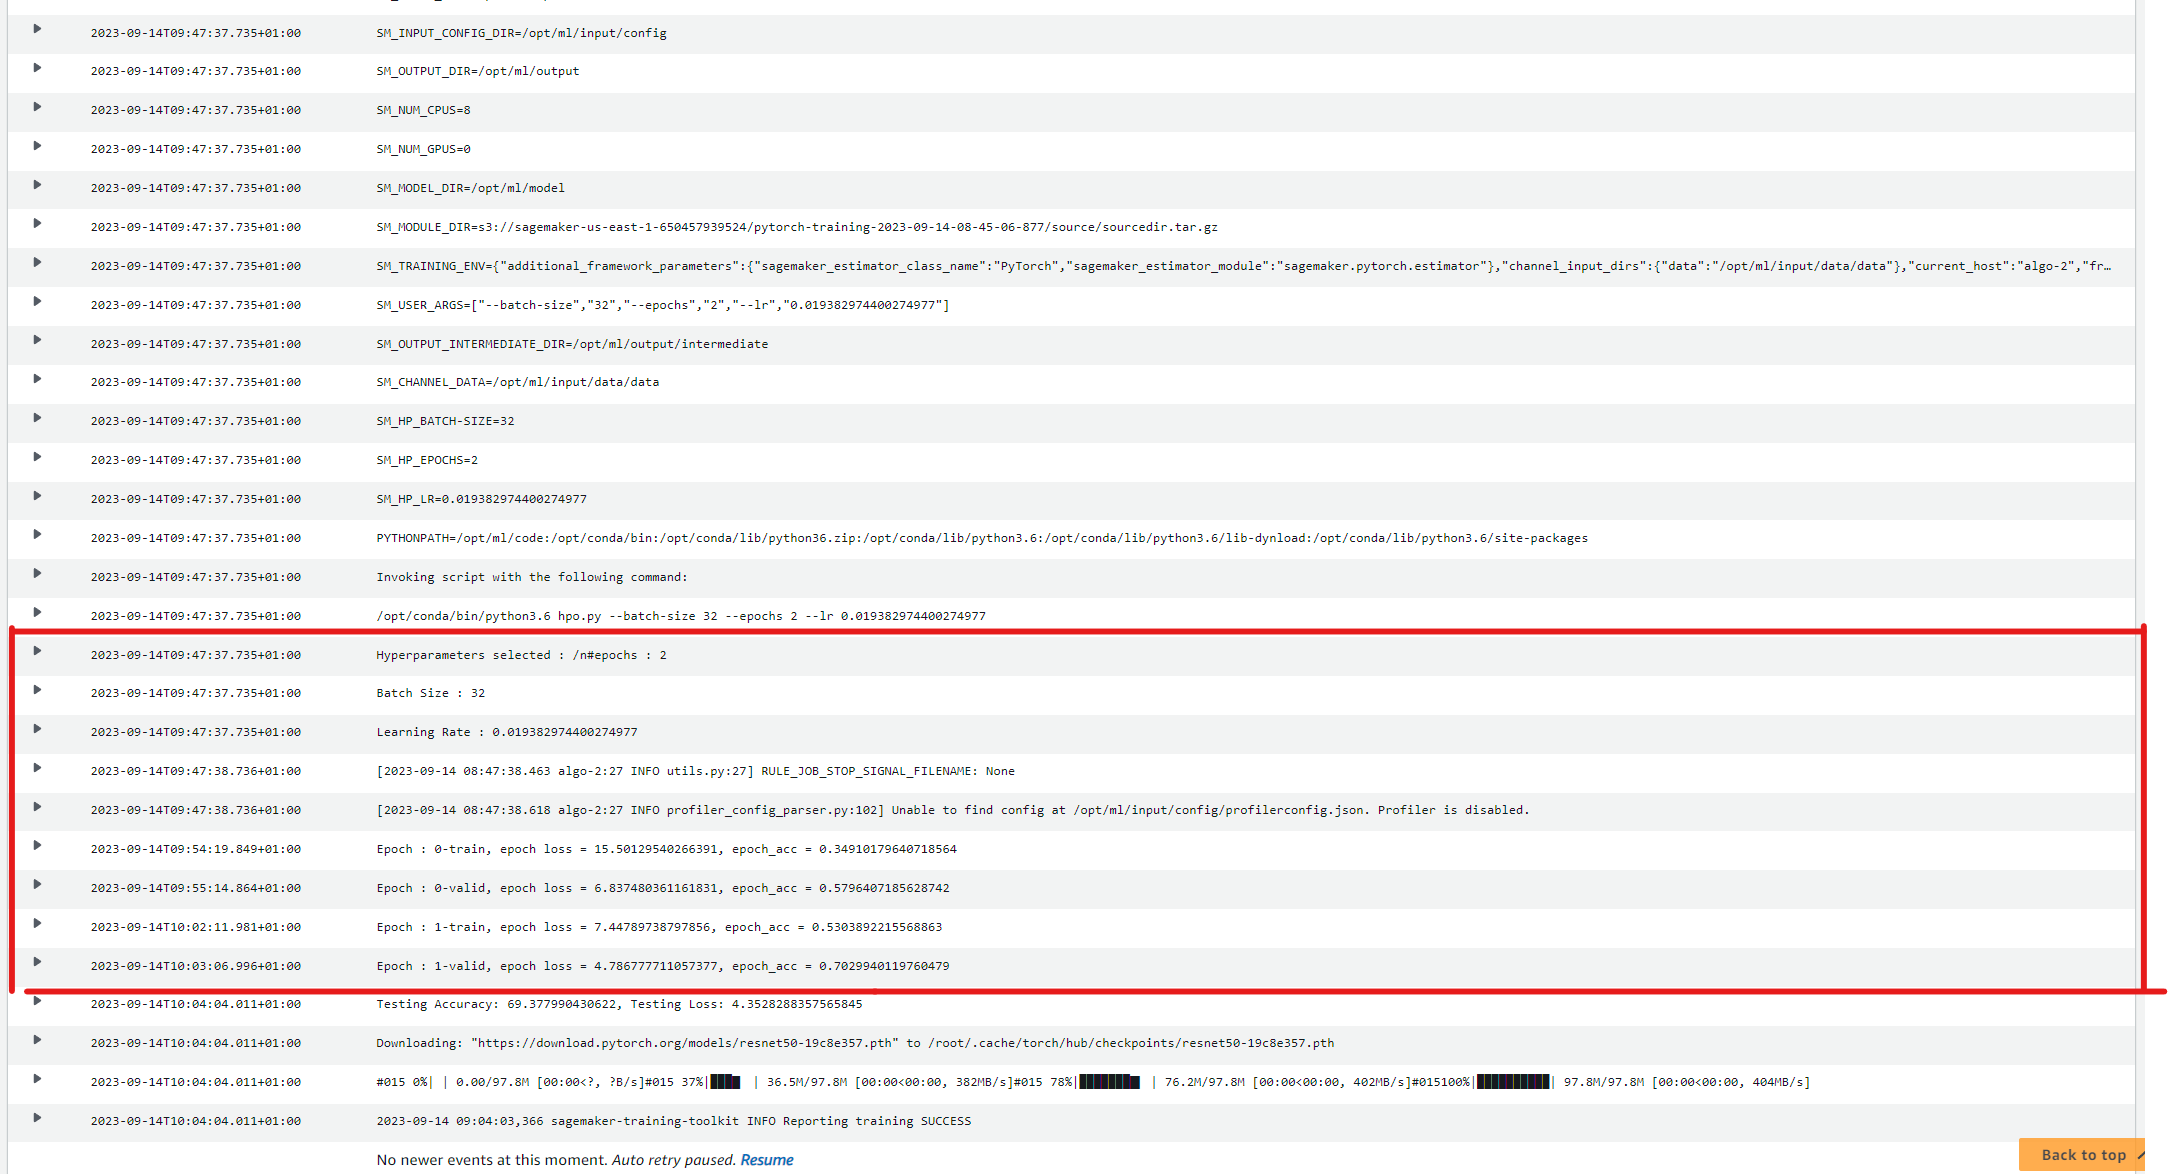 2023-09-14T09:47:37.735+01:00 SM_INPUT_CONFIG_DIR=/opt/ml/input/config
2023-09-14T09:47:37.735+01:00 SM_OUTPUT_DIR=/opt/ml/output
2023-09-14T09:47:37.735+01:00 SM_NUM_CPUS=8
2023-09-14T09:47:37.735+01:00 SM_NUM_GPUS=0
2023-09-14T09:47:37.735+01:00 SM_MODEL_DIR=/opt/ml/model
2023-09-14T09:47:37.735+01:00 SM_MODULE_DIR=s3://sagemaker-us-east-1-650457939524/pytorch-training-2023-09-14-08-45-06-877/source/sourcedir.tar.gz
2023-09-14T09:47:37.735+01:00 SM_TRAINING_ENV={"additional_framework_parameters":{"sagemaker_estimator_class_name":"PyTorch","sagemaker_estimator_module":"sagemaker.pytorch.estimator"},"channel_input_dirs":{"data":"/opt/ml/input/data/data"},"current_host":"algo-2","fr…
2023-09-14T09:47:37.735+01:00 SM_USER_ARGS=["--batch-size","32","--epochs","2","--lr","0.019382974400274977"]
2023-09-14T09:47:37.735+01:00 SM_OUTPUT_INTERMEDIATE_DIR=/opt/ml/output/intermediate
2023-09-14T09:47:37.735+01:00 SM_CHANNEL_DATA=/opt/ml/input/data/data
2023-09-14T09:47:37.735+01:00 SM_HP_BATCH-SIZE=32
2023-09-14T09:47:37.735+01:00 SM_HP_EPOCHS=2
2023-09-14T09:47:37.735+01:00 SM_HP_LR=0.019382974400274977
2023-09-14T09:47:37.735+01:00 PYTHONPATH=/opt/ml/code:/opt/conda/bin:/opt/conda/lib/python36.zip:/opt/conda/lib/python3.6:/opt/conda/lib/python3.6/lib-dynload:/opt/conda/lib/python3.6/site-packages
2023-09-14T09:47:37.735+01:00 Invoking script with the following command:
2023-09-14T09:47:37.735+01:00 /opt/conda/bin/python3.6 hpo.py --batch-size 32 --epochs 2 --lr 0.019382974400274977
2023-09-14T09:47:37.735+01:00 Hyperparameters selected : /n#epochs : 2
2023-09-14T09:47:37.735+01:00 Batch Size : 32
2023-09-14T09:47:37.735+01:00 Learning Rate : 0.019382974400274977
2023-09-14T09:47:38.736+01:00 [2023-09-14 08:47:38.463 algo-2:27 INFO utils.py:27] RULE_JOB_STOP_SIGNAL_FILENAME: None
2023-09-14T09:47:38.736+01:00 [2023-09-14 08:47:38.618 algo-2:27 INFO profiler_config_parser.py:102] Unable to find config at /opt/ml/input/config/profilerconfig.json. Profiler is disabled.
2023-09-14T09:54:19.849+01:00 Epoch : 0-train, epoch loss = 15.50129540266391, epoch_acc = 0.34910179640718564
2023-09-14T09:55:14.864+01:00 Epoch : 0-valid, epoch loss = 6.837480361161831, epoch_acc = 0.5796407185628742
2023-09-14T10:02:11.981+01:00 Epoch : 1-train, epoch loss = 7.44789738797856, epoch_acc = 0.5303892215568863
2023-09-14T10:03:06.996+01:00 Epoch : 1-valid, epoch loss = 4.786777711057377, epoch_acc = 0.7029940119760479
2023-09-14T10:04:04.011+01:00 Testing Accuracy: 69.377990430622, Testing Loss: 4.3528288357565845
2023-09-14T10:04:04.011+01:00 Downloading: "https://download.pytorch.org/models/resnet50-19c8e357.pth" to /root/.cache/torch/hub/checkpoints/resnet50-19c8e357.pth
2023-09-14T10:04:04.011+01:00 #015 0%| | 0.00/97.8M [00:00<?, ?B/s]#015 37%|███▋ | 36.5M/97.8M [00:00<00:00, 382MB/s]#015 78%|███████▊ | 76.2M/97.8M [00:00<00:00, 402MB/s]#015100%|██████████| 97.8M/97.8M [00:00<00:00, 404MB/s]
2023-09-14T10:04:04.011+01:00 2023-09-14 09:04:03,366 sagemaker-training-toolkit INFO Reporting training SUCCESS
No newer events at this moment. Auto retry paused. Resume
Back to top